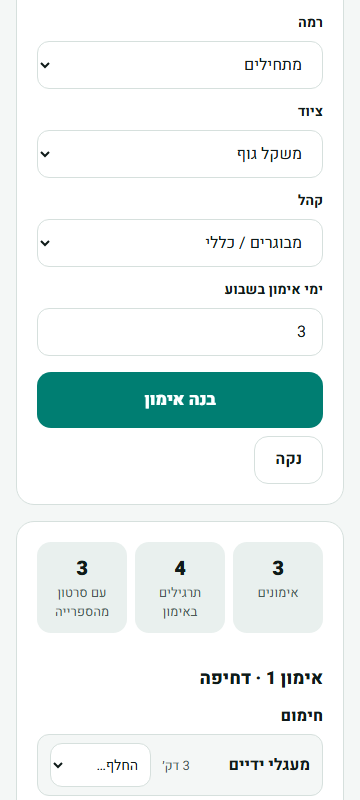 רמה
מתחילים
ציוד
משקל גוף
קהל
מבוגרים / כללי
ימי אימון בשבוע
3
בנה אימון
נקה
3
אימונים
4
תרגילים
באימון
3
עם סרטון
מהספרייה
אימון 1 · דחיפה
חימום
מעגלי ידיים
3 דק׳
החלף...